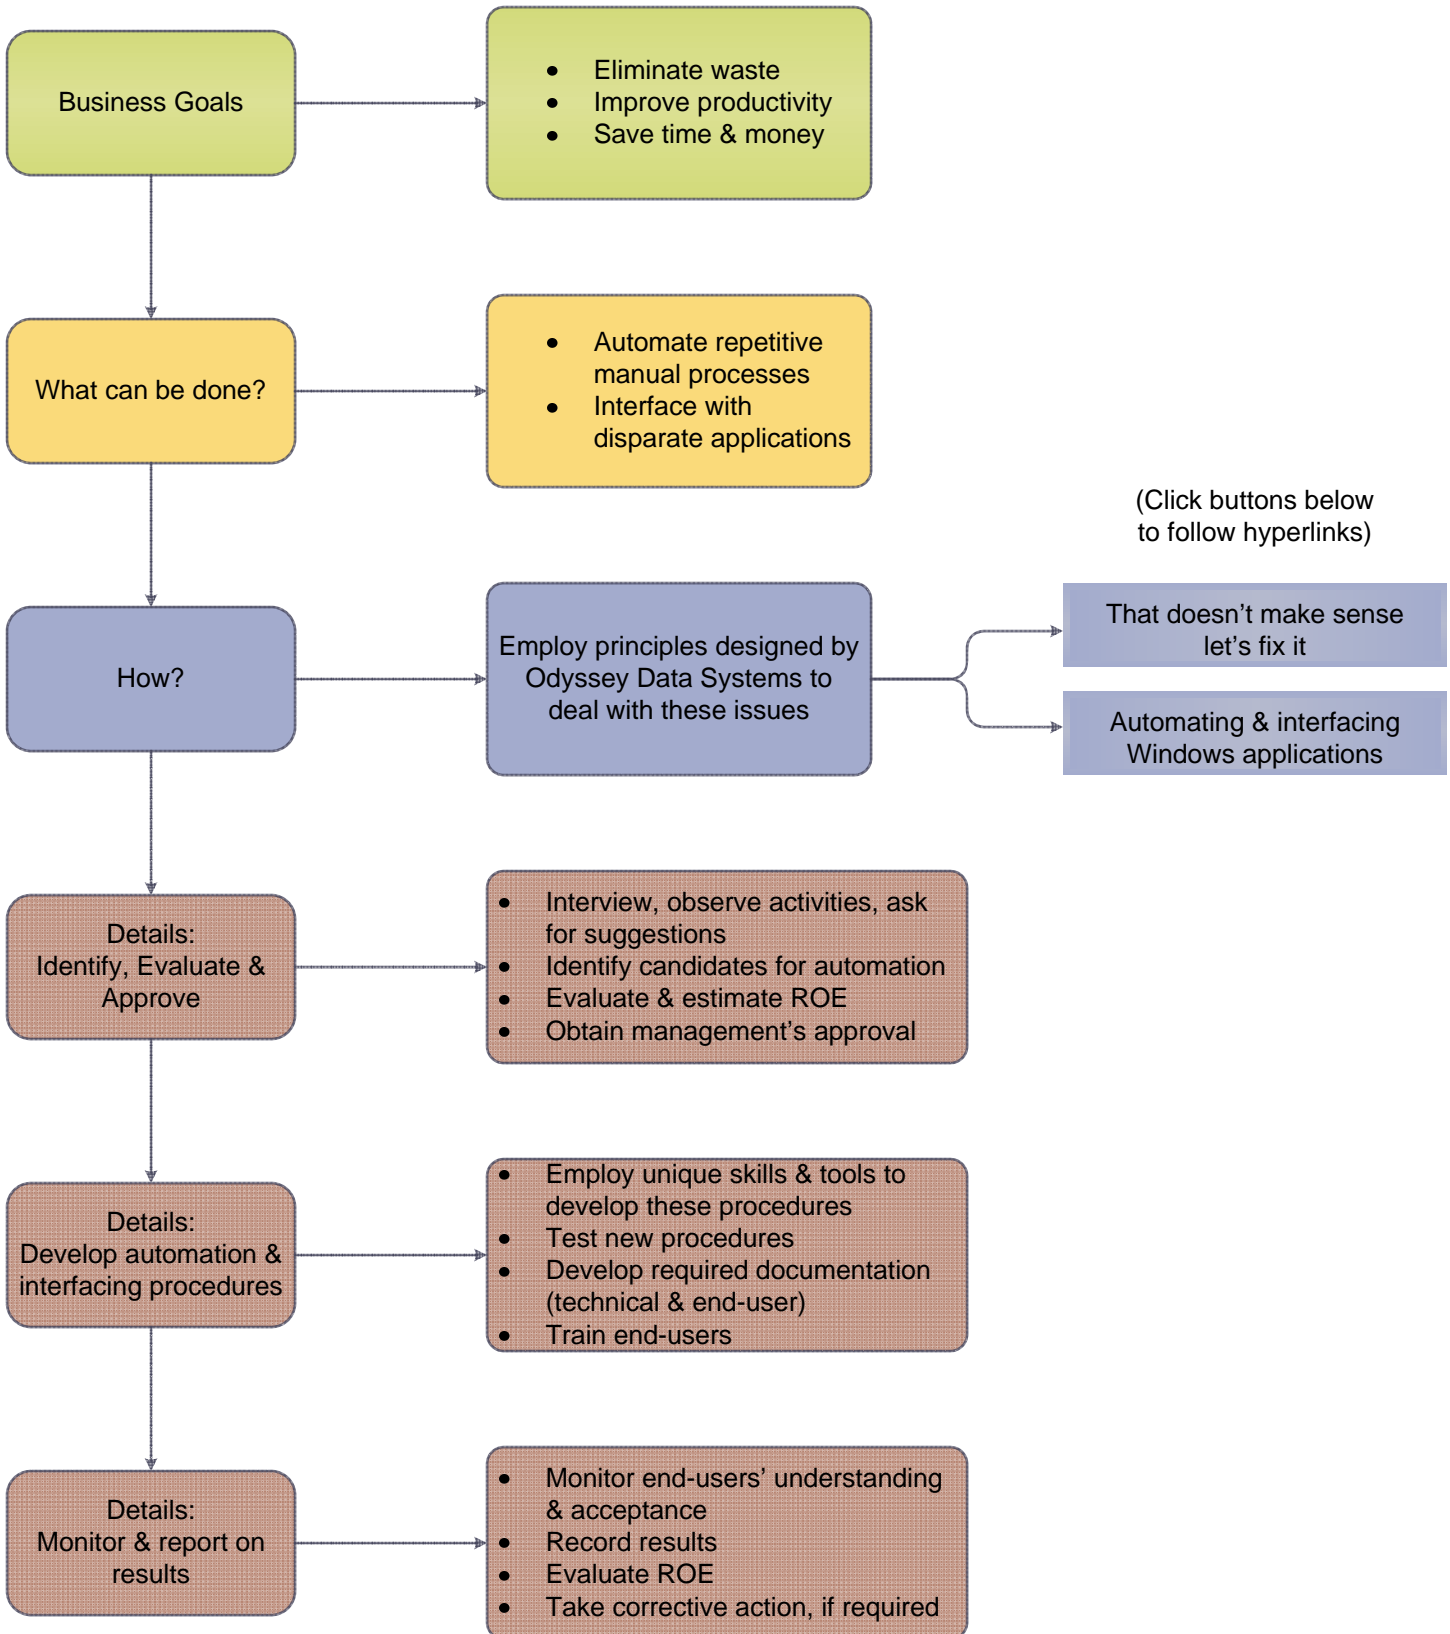 Business Goals
• Eliminate waste
• Improve productivity
• Save time & money
What can be done?
• Automate repetitive
manual processes
• Interface with
disparate applications
(Click buttons below
to follow hyperlinks)
How?
Employ principles designed by
Odyssey Data Systems to
deal with these issues
That doesn’t make sense
let’s fix it
Automating & interfacing
Windows applications
Details:
Identify, Evaluate &
Approve
• Interview, observe activities, ask
for suggestions
• Identify candidates for automation
• Evaluate & estimate ROE
• Obtain management’s approval
Details:
Develop automation &
interfacing procedures
• Employ unique skills & tools to
develop these procedures
• Test new procedures
• Develop required documentation
(technical & end-user)
• Train end-users
Details:
Monitor & report on
results
• Monitor end-users’ understanding
& acceptance
• Record results
• Evaluate ROE
• Take corrective action, if required